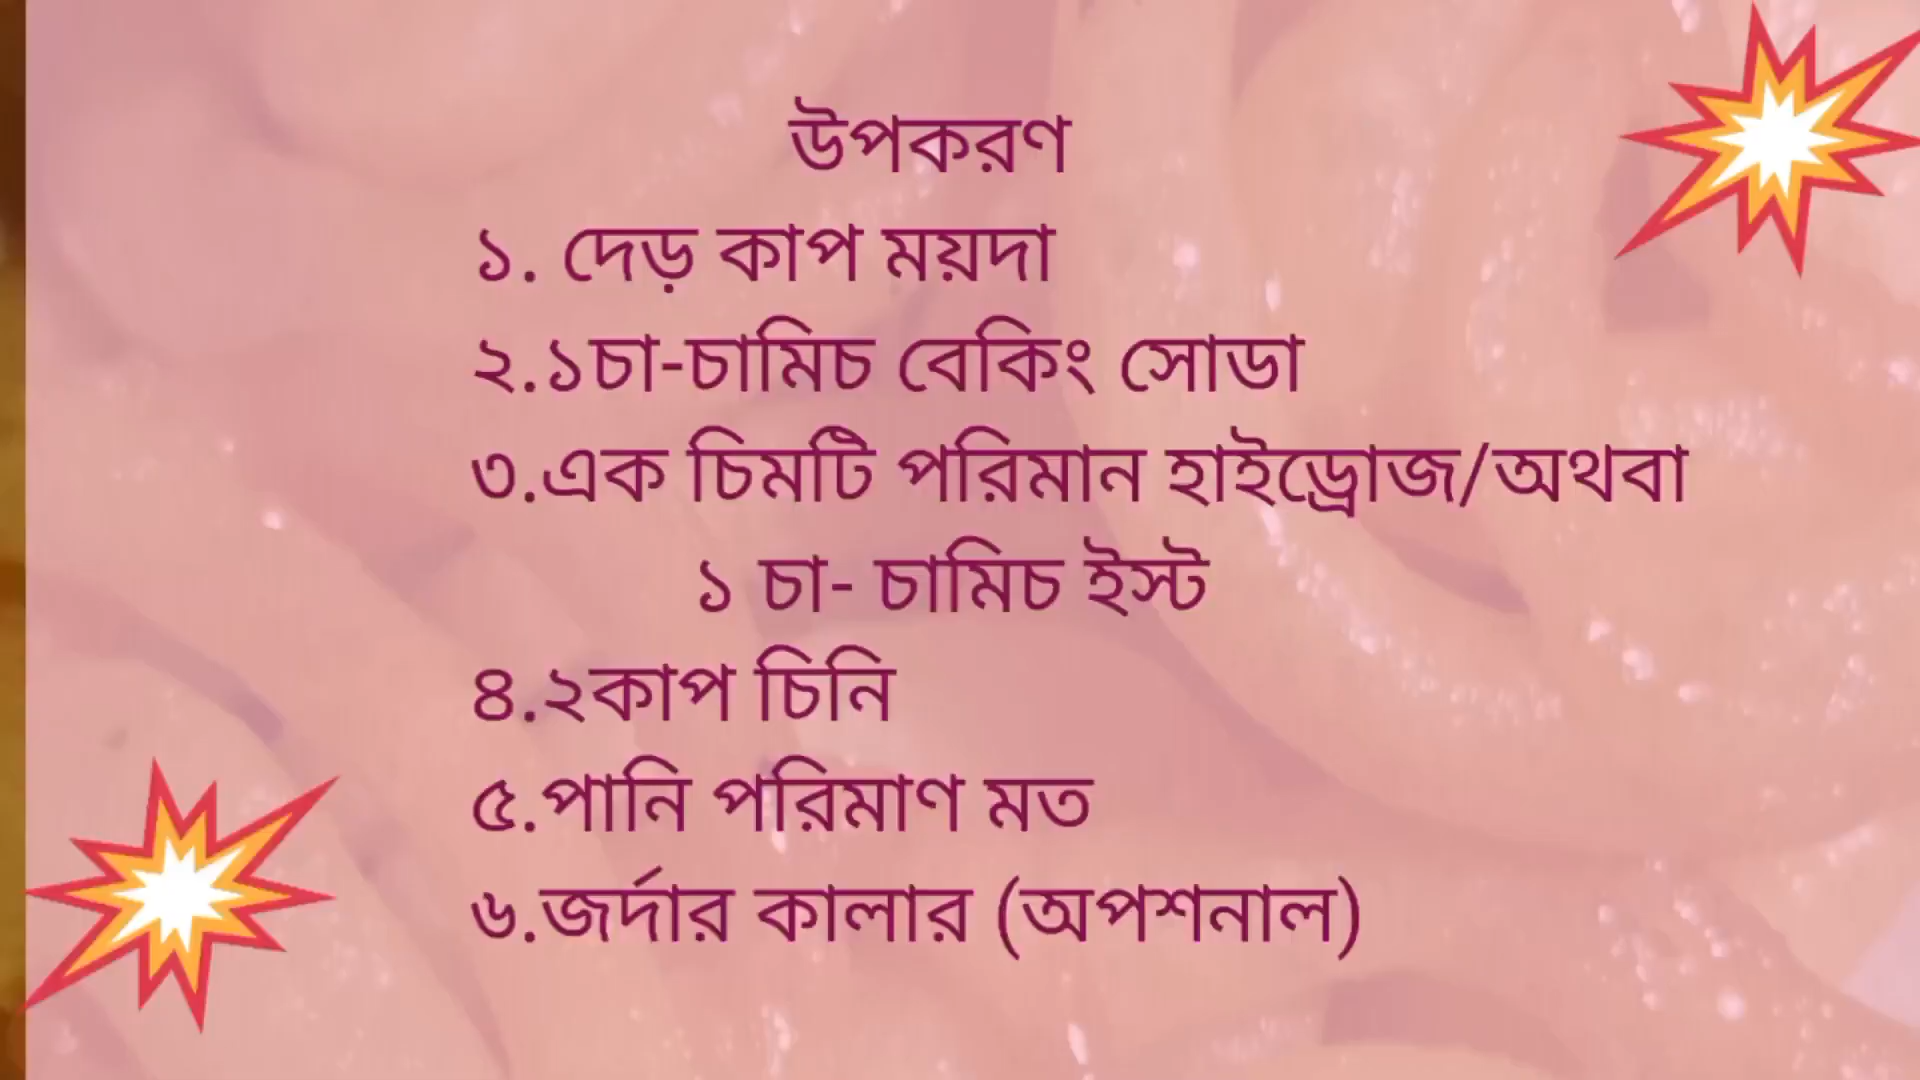 উপকরণ
১. দেড় কাপ ময়দা
২.১চা-চামিচ বেকিং সোডা
৩.এক চিমটি পরিমান হাইড্রোজ/অথবা
১ চা- চামিচ ইস্ট
৪.২কাপ চিনি
৫.পানি পরিমাণ মত
৬.জর্দার কালার (অপশনাল)